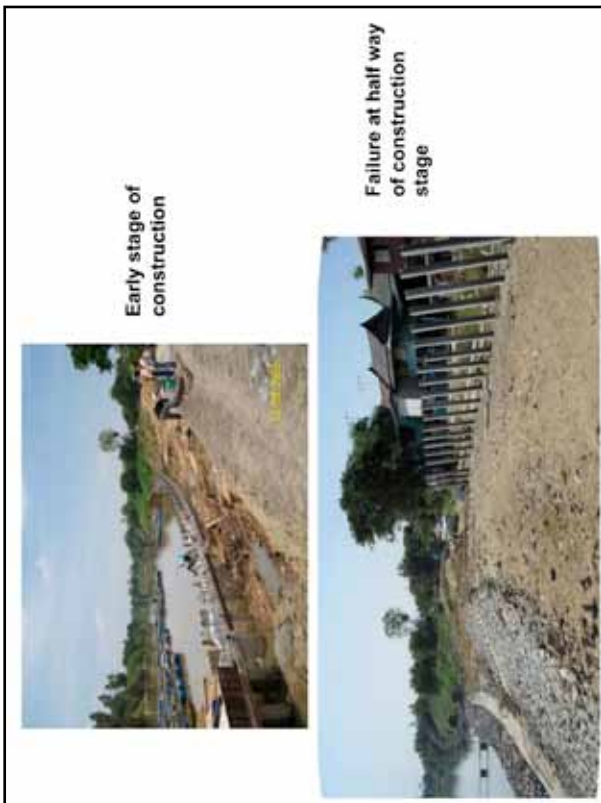 Early stage of
construction
Failure at half way
of construction
stage